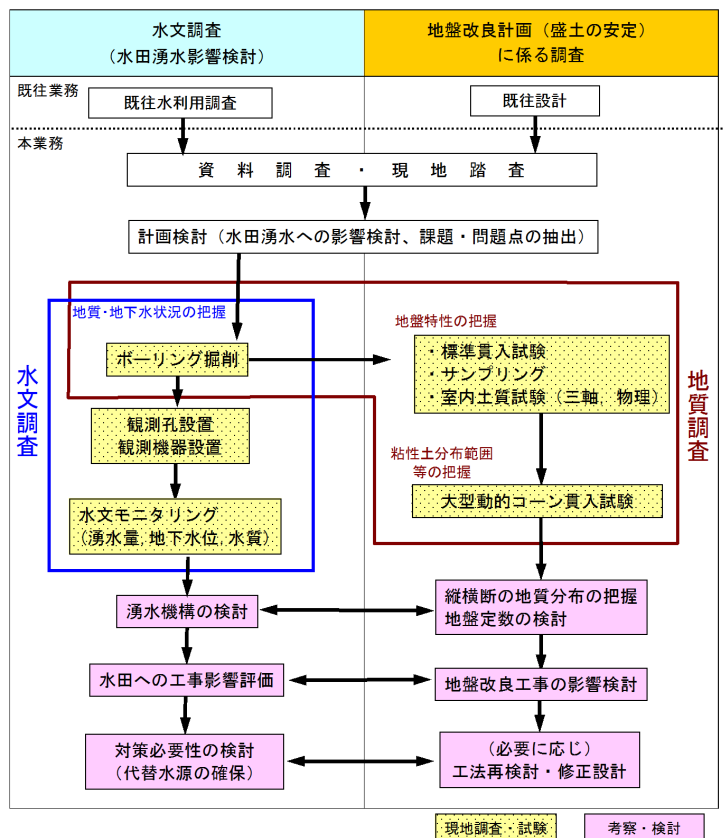 水文調査
(水田湧水影響検討)
地盤改良計画(盛土の安定)
に係る調査
既往業務
既往水利用調査
既往設計
本業務
資料調査・現地踏査
計画検討(水田湧水への影響検討、課題・問題点の抽出)
地質・地下水状況の把握
地盤特性の把握
ボーリング掘削
・標準貫入試験
・サンプリング
・室内土質試験(三軸、物理)
水文調査
地質調査
観測孔設置
観測機器設置
粘性土分布範囲
等の把握
水文モニタリング
(湧水量,地下水位,水質)
大型動的コーン貫入試験
湧水機構の検討
縦横断の地質分布の把握
地盤定数の検討
水田への工事影響評価
地盤改良工事の影響検討
対策必要性の検討
(代替水源の確保)
(必要に応じ)
工法再検討・修正設計
現地調査・試験
考察・検討